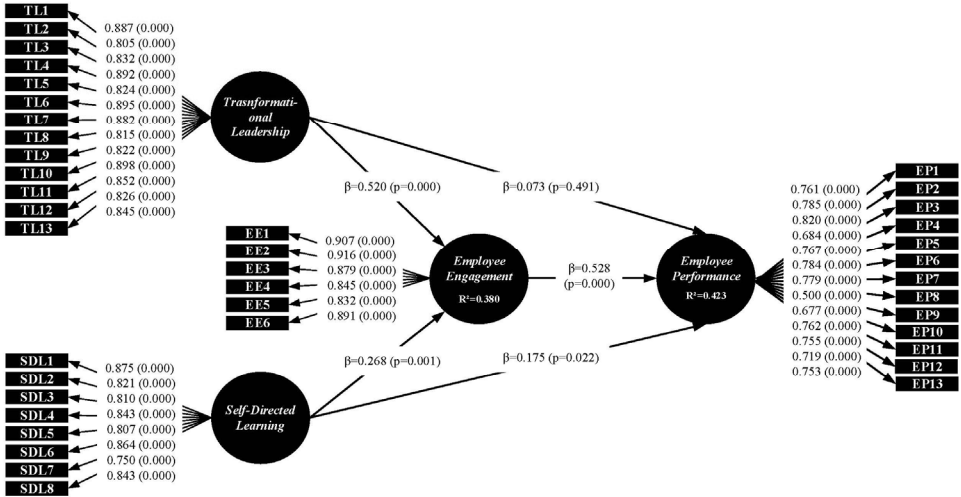 TL1
TL2
TL3
TL4
TL5
TL6
TL7
TL8
TL9
TL10
TL11
TL12
TL13
0.887 (0.000)
0.805 (0.000)
0.832 (0.000)
0.892 (0.000)
0.824 (0.000)
0.895 (0.000)
0.882 (0.000)
0.815 (0.000)
0.822 (0.000)
0.898 (0.000)
0.852 (0.000)
0.826 (0.000)
0.845 (0.000)
Trasnformati-
onal
Leadership
β=0.520 (p=0.000)
β=0.073 (p=0.491)
EE1
EE2
EE3
EE4
EE5
EE6
0.907 (0.000)
0.916 (0.000)
0.879 (0.000)
0.845 (0.000)
0.832 (0.000)
0.891 (0.000)
Employee
Engagement
R²=0.380
β=0.528
(p=0.000)
Employee
Performance
R²=0.423
0.761 (0.000)
0.785 (0.000)
0.820 (0.000)
0.684 (0.000)
0.767 (0.000)
0.784 (0.000)
0.779 (0.000)
0.500 (0.000)
0.677 (0.000)
0.762 (0.000)
0.755 (0.000)
0.719 (0.000)
0.753 (0.000)
EP1
EP2
EP3
EP4
EP5
EP6
EP7
EP8
EP9
EP10
EP11
EP12
EP13
β=0.268 (p=0.001)
β=0.175 (p=0.022)
SDL1
SDL2
SDL3
SDL4
SDL5
SDL6
SDL7
SDL8
0.875 (0.000)
0.821 (0.000)
0.810 (0.000)
0.843 (0.000)
0.807 (0.000)
0.864 (0.000)
0.750 (0.000)
0.843 (0.000)
Self-Directed
Learning